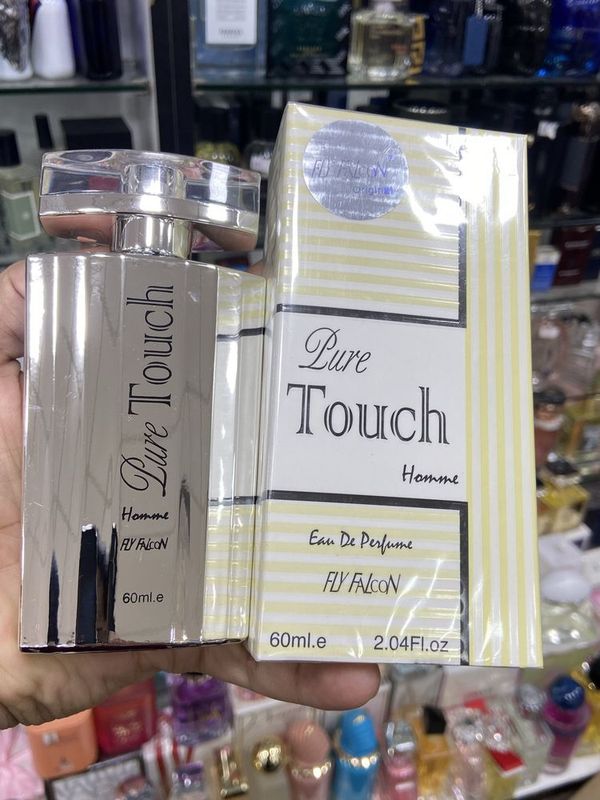 Pure Touch
Homme
FLY FALCON
60ml.e
FLY FALCON
Original
Pure
Touch
Homme
Eau De Perfume
FLY FALCON
60ml.e 2.04Fl.oz